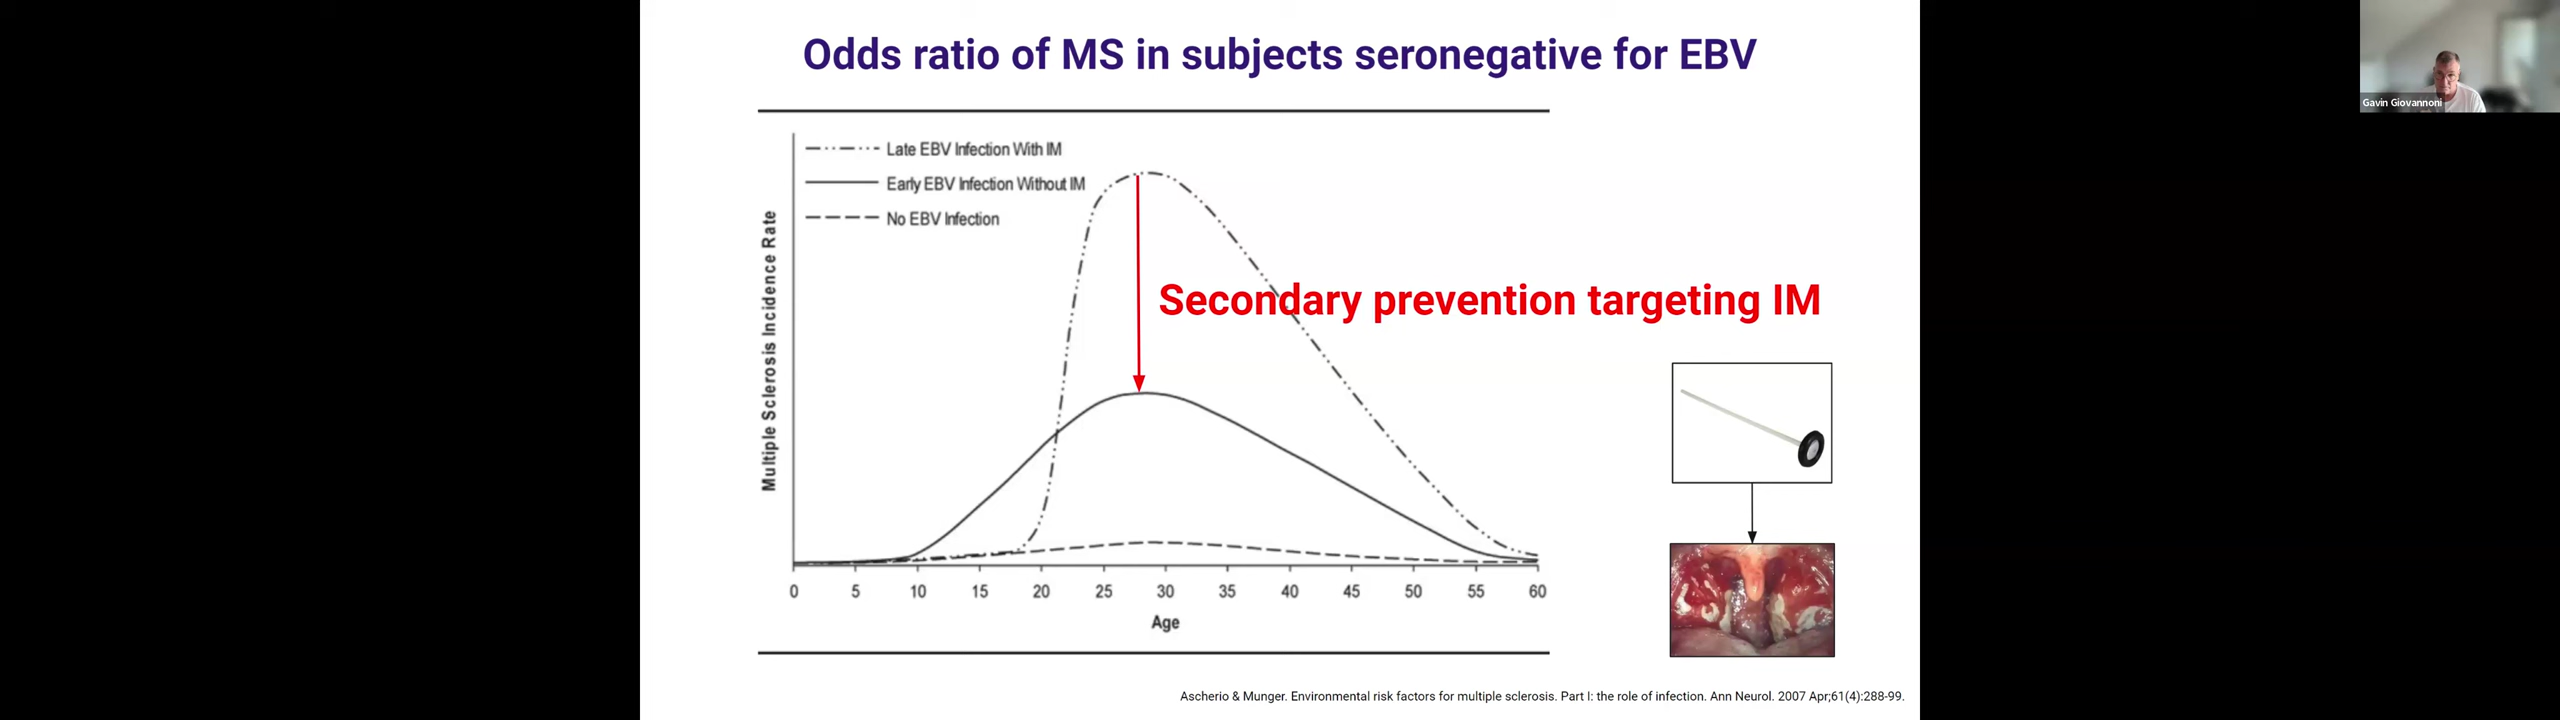 Odds ratio of MS in subjects seronegative for EBV
Gavin Giovannoni
Late EBV Infection With IM
Early EBV Infection Without IM
No EBV Infection
Multiple Sclerosis Incidence Rate
Secondary prevention targeting IM
0 5 10 15 20 25 30 35 40 45 50 55 60
Age
Ascherio & Munger. Environmental risk factors for multiple sclerosis. Part I: the role of infection. Ann Neurol. 2007 Apr;61(4):288-99.